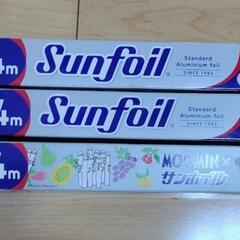 4m
Sunfoil
Standard
Aluminium foil
SINCE 1965
4m
Sunfoil
Standard
Aluminium foil
SINCE 1965
4m
MOOMIN×
サンホイル